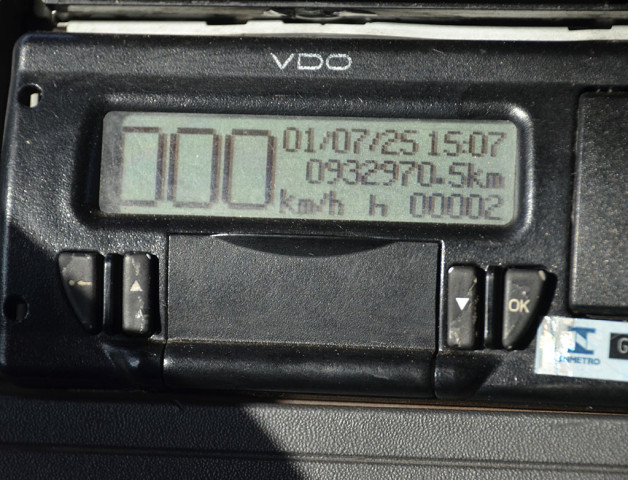 VDO
000
01/07/25 15:07
0932970.5km
km/h h 00002
OK
INMETRO
G